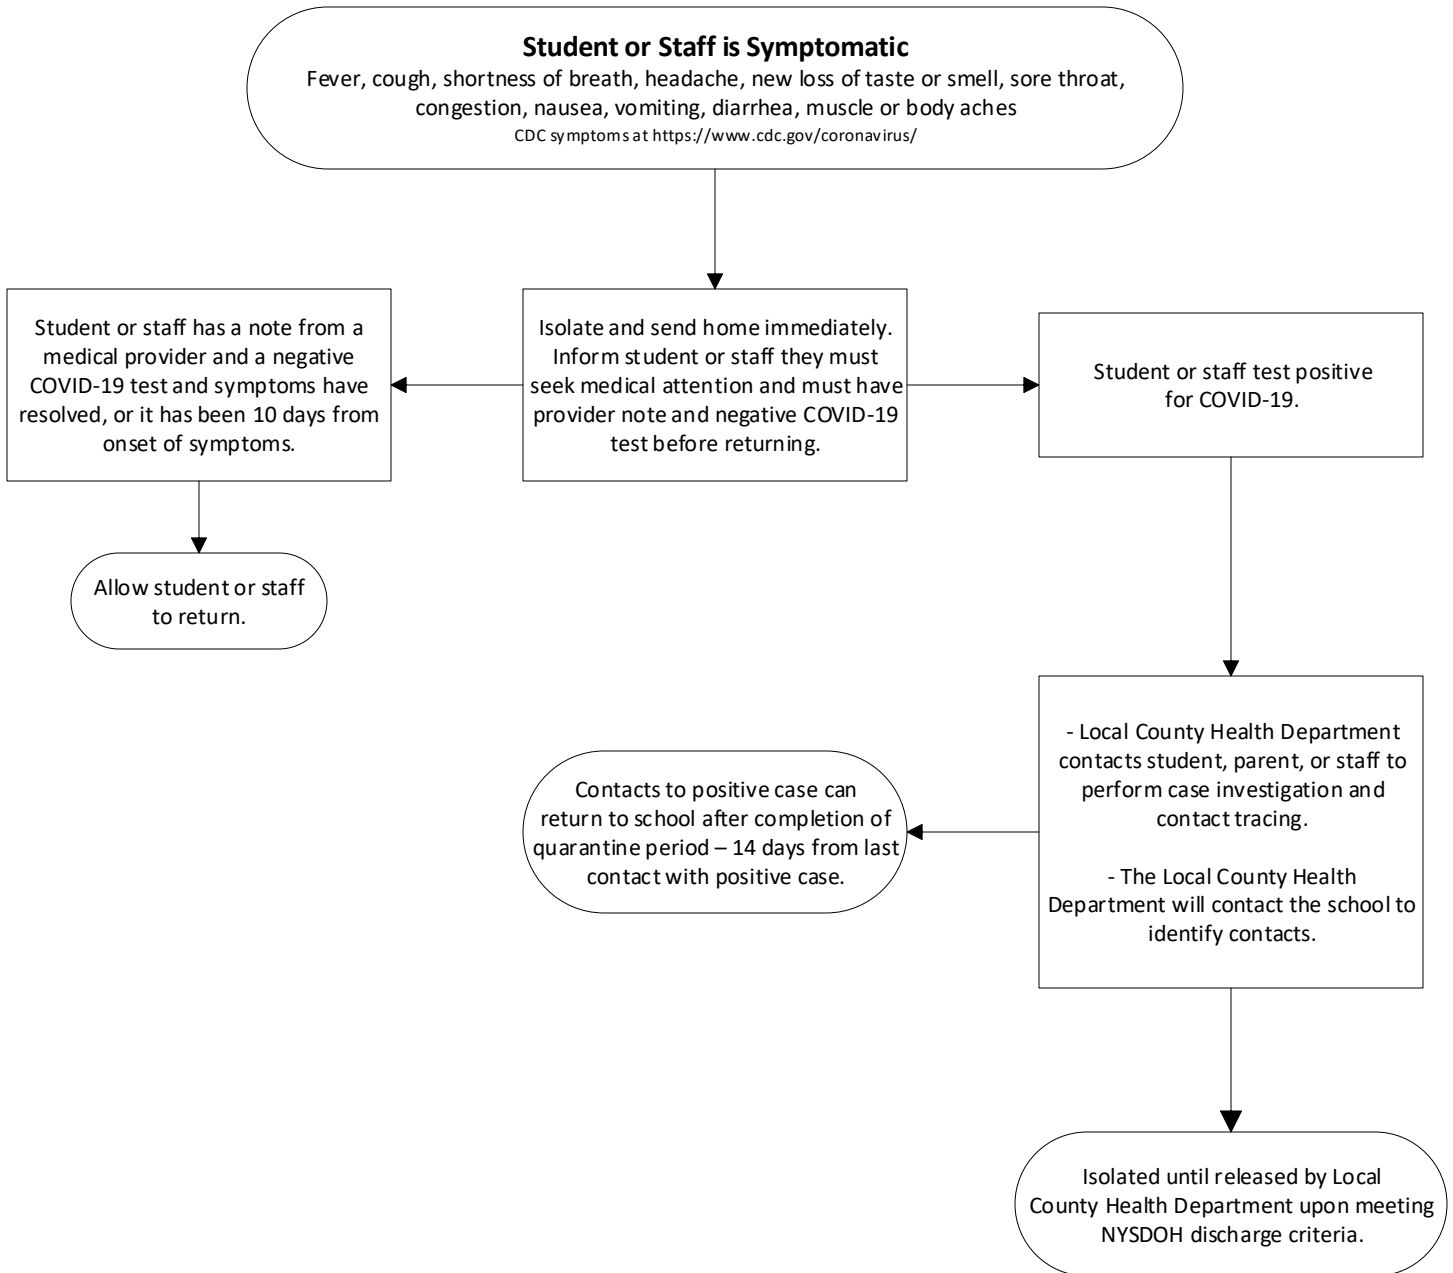 Student or Staff is Symptomatic
Fever, cough, shortness of breath, headache, new loss of taste or smell, sore throat,
congestion, nausea, vomiting, diarrhea, muscle or body aches
CDC symptoms at https://www.cdc.gov/coronavirus/
Student or staff has a note from a
medical provider and a negative
COVID-19 test and symptoms have
resolved, or it has been 10 days from
onset of symptoms.
Isolate and send home immediately.
Inform student or staff they must
seek medical attention and must have
provider note and negative COVID-19
test before returning.
Student or staff test positive
for COVID-19.
Allow student or staff
to return.
- Local County Health Department
contacts student, parent, or staff to
perform case investigation and
contact tracing.
- The Local County Health
Department will contact the school to
identify contacts.
Contacts to positive case can
return to school after completion of
quarantine period – 14 days from last
contact with positive case.
Isolated until released by Local
County Health Department upon meeting
NYSDOH discharge criteria.